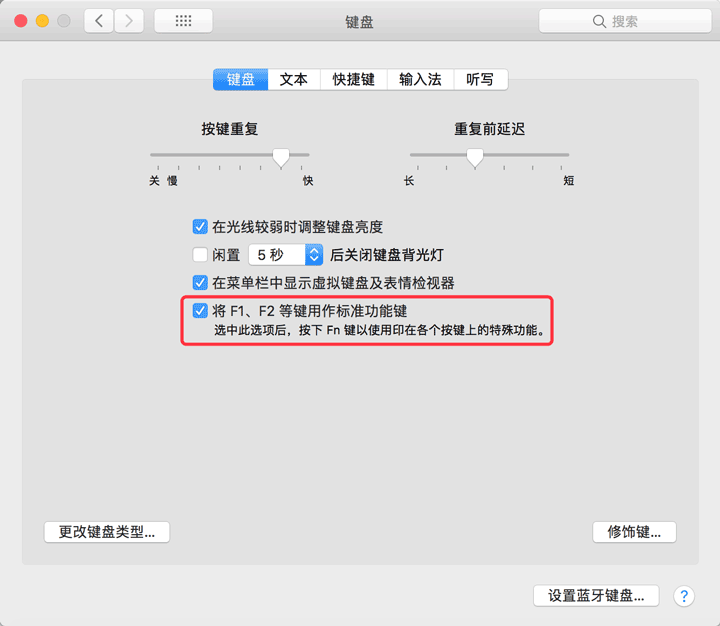 键盘
搜索
键盘 文本 快捷键 输入法 听写
按键重复 重复前延迟
关 慢 快 长 短
在光线较弱时调整键盘亮度
闲置 5 秒 后关闭键盘背光灯
在菜单栏中显示虚拟键盘及表情检视器
将 F1、F2 等键用作标准功能键
选中此选项后，按下 Fn 键以使用印在各个按键上的特殊功能。
更改键盘类型... 修饰键...
设置蓝牙键盘... ?